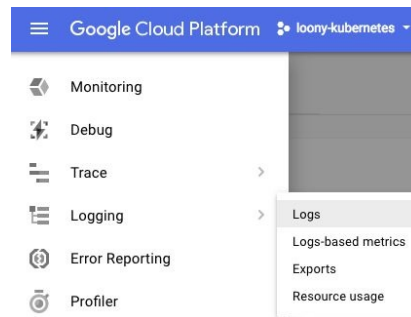 Google Cloud Platform loony-kubernetes
Monitoring
Debug
Trace
Logging
Error Reporting
Profiler
Logs
Logs-based metrics
Exports
Resource usage